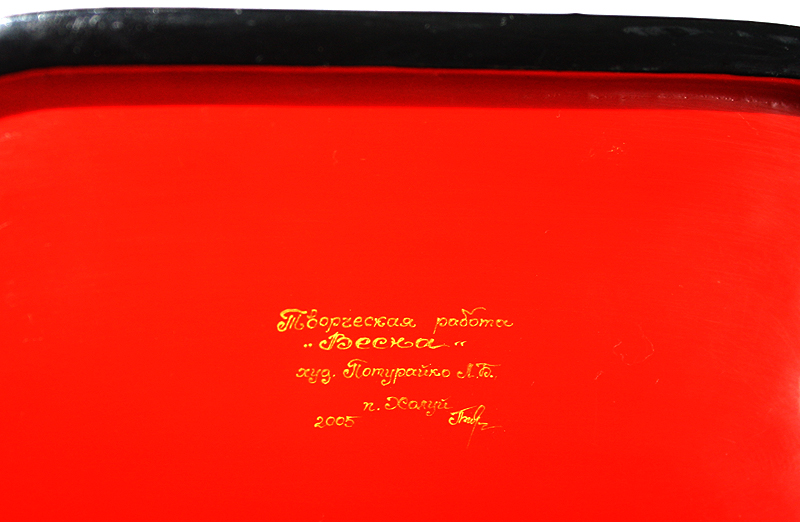 Творческая работа
„Весна“
худ. Потурайко Л.Б.
п. Холуй
2005